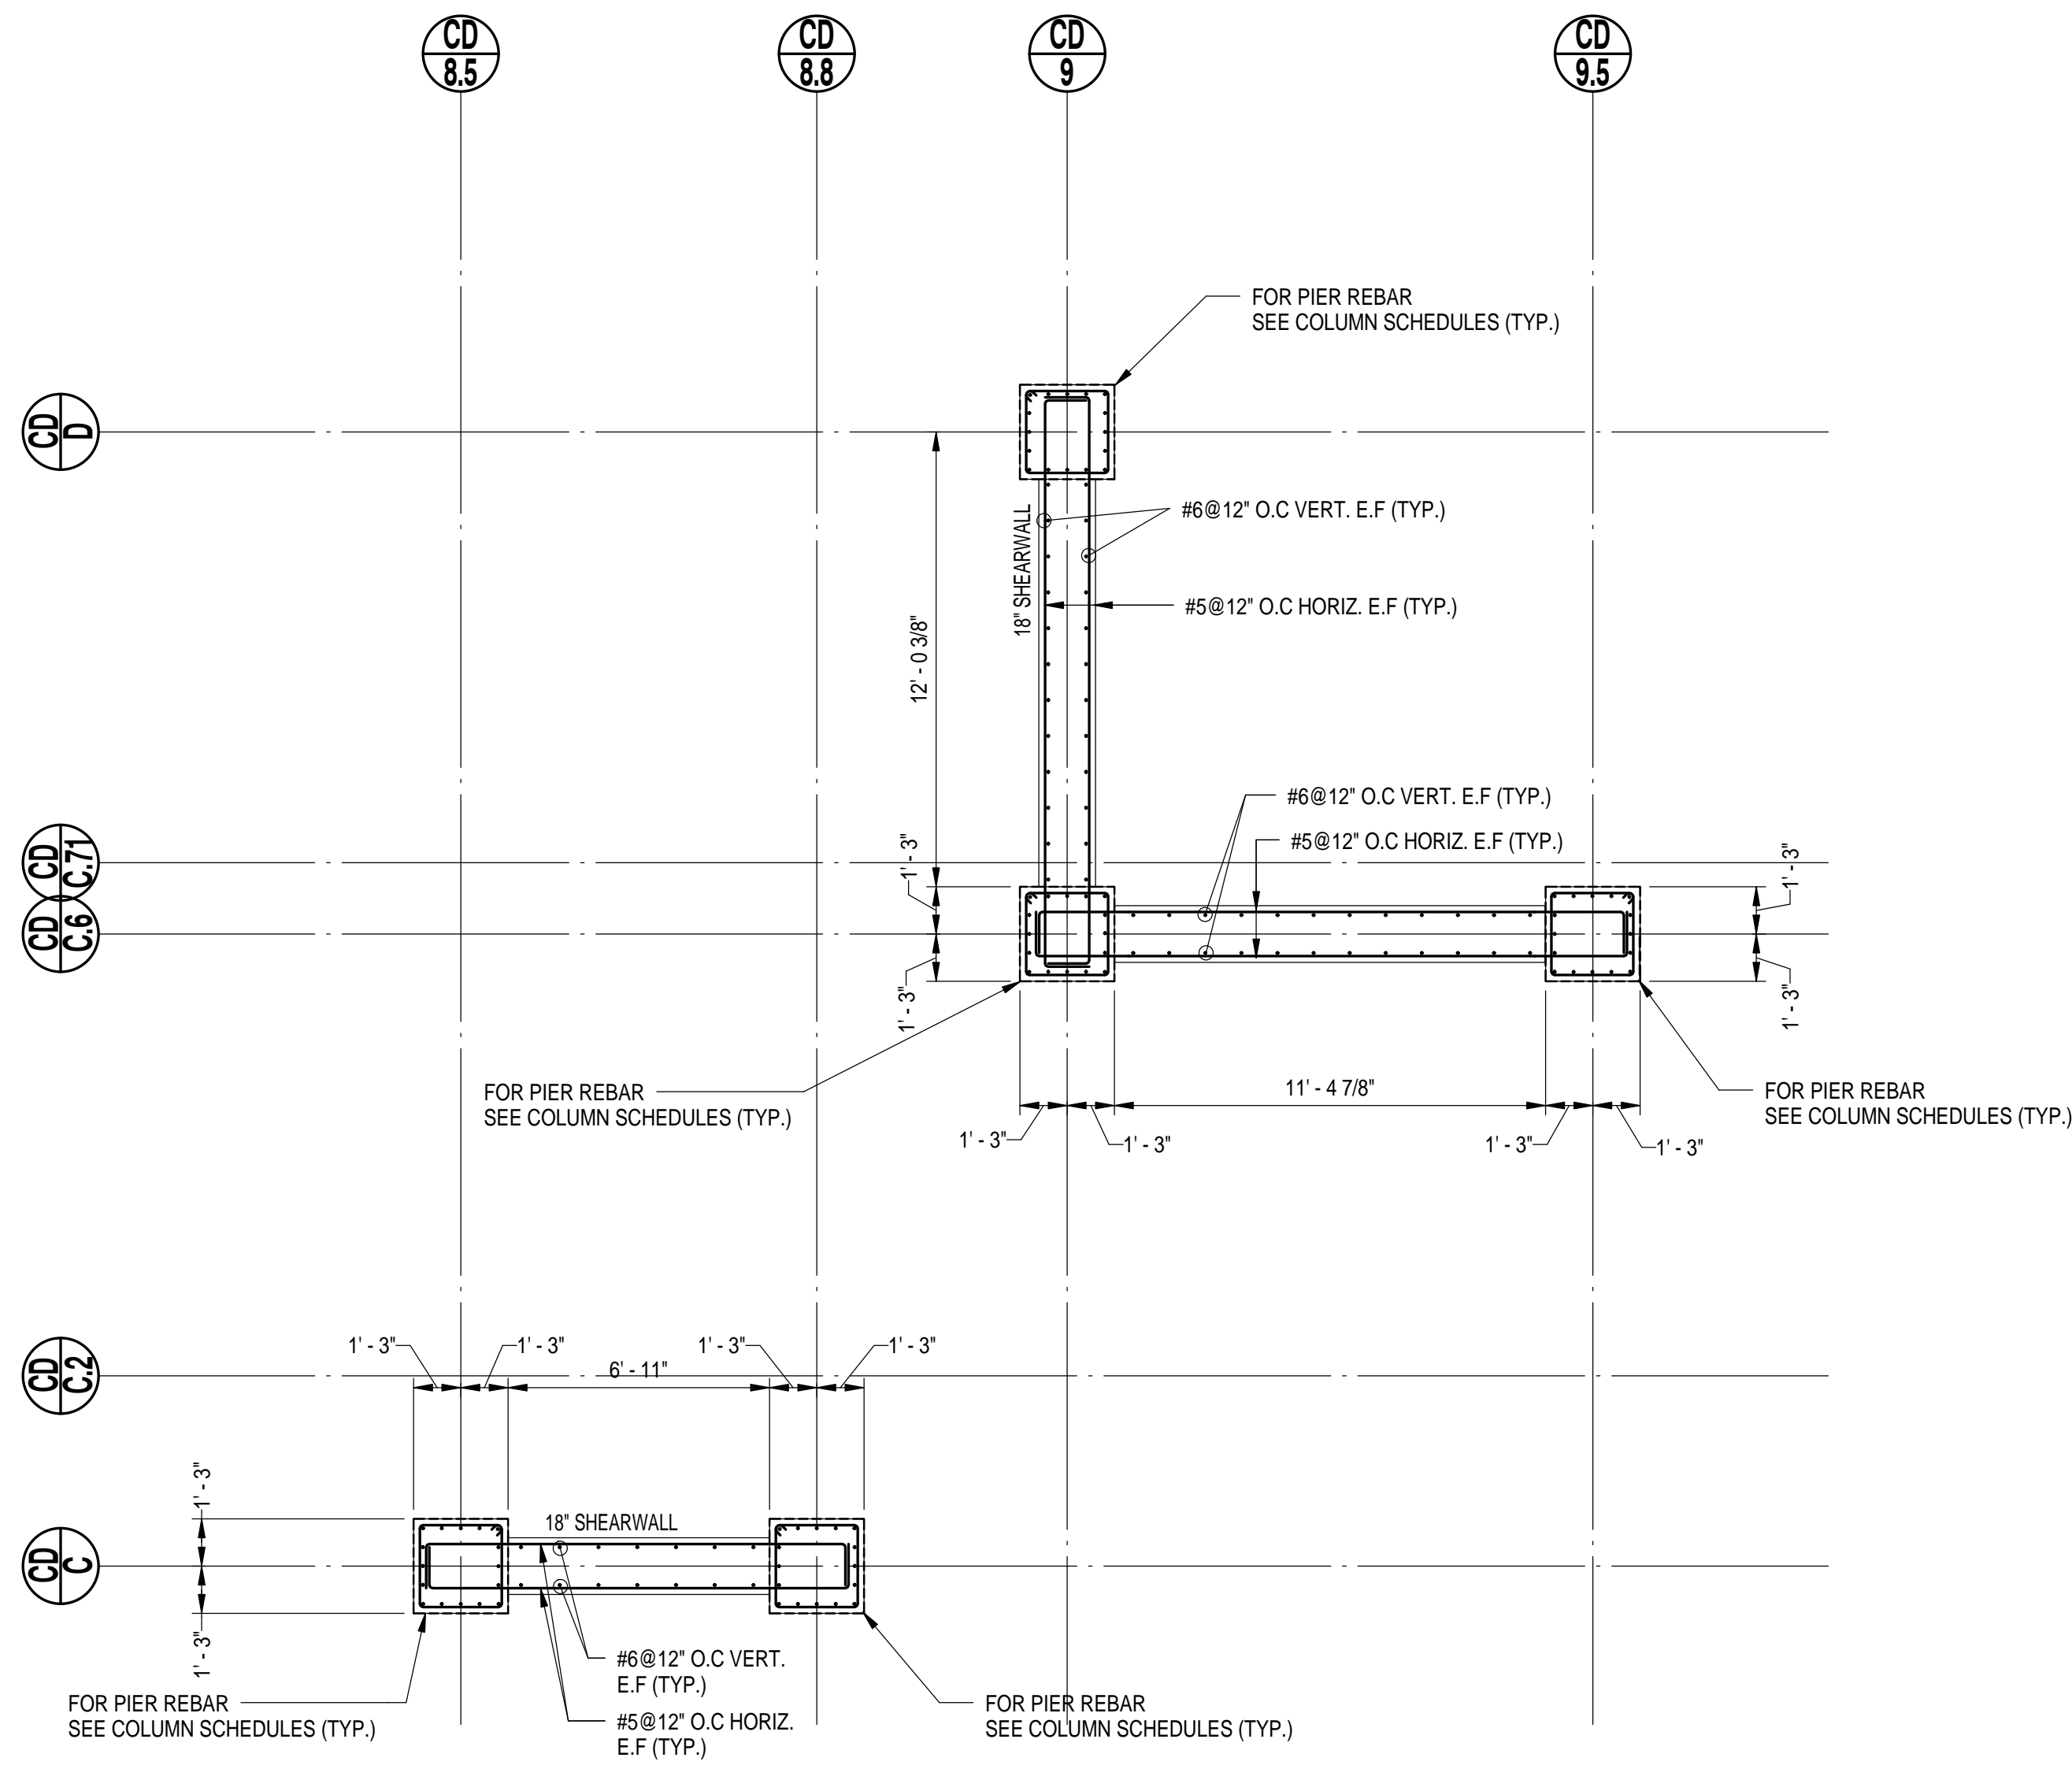 CD
8.5
CD
8.8
CD
9
CD
9.5
FOR PIER REBAR
SEE COLUMN SCHEDULES (TYP.)
CD
D
#6@12" O.C VERT. E.F (TYP.)
18" SHEARWALL
#5@12" O.C HORIZ. E.F (TYP.)
12' - 0 3/8"
#6@12" O.C VERT. E.F (TYP.)
#5@12" O.C HORIZ. E.F (TYP.)
CD
C.71
1' - 3"
1' - 3"
CD
C.6
1' - 3"
1' - 3"
FOR PIER REBAR
SEE COLUMN SCHEDULES (TYP.)
11' - 4 7/8"
FOR PIER REBAR
SEE COLUMN SCHEDULES (TYP.)
1' - 3"
1' - 3"
1' - 3"
1' - 3"
CD
C.2
1' - 3"
1' - 3"
1' - 3"
1' - 3"
6' - 11"
1' - 3"
18" SHEARWALL
CD
C
1' - 3"
#6@12" O.C VERT.
E.F (TYP.)
FOR PIER REBAR
SEE COLUMN SCHEDULES (TYP.)
#5@12" O.C HORIZ.
E.F (TYP.)
FOR PIER REBAR
SEE COLUMN SCHEDULES (TYP.)